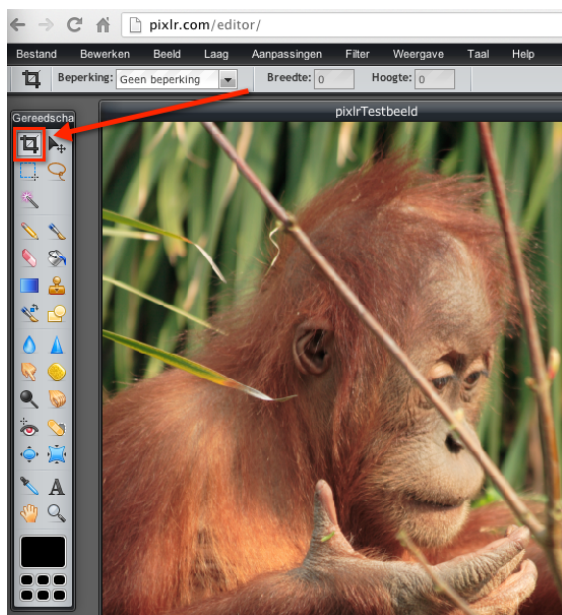 pixlr.com/editor/
Bestand Bewerken Beeld Laag Aanpassingen Filter Weergave Taal Help
Beperking: Geen beperking Breedte: 0 Hoogte: 0
Gereedscha pixlrTestbeeld
A